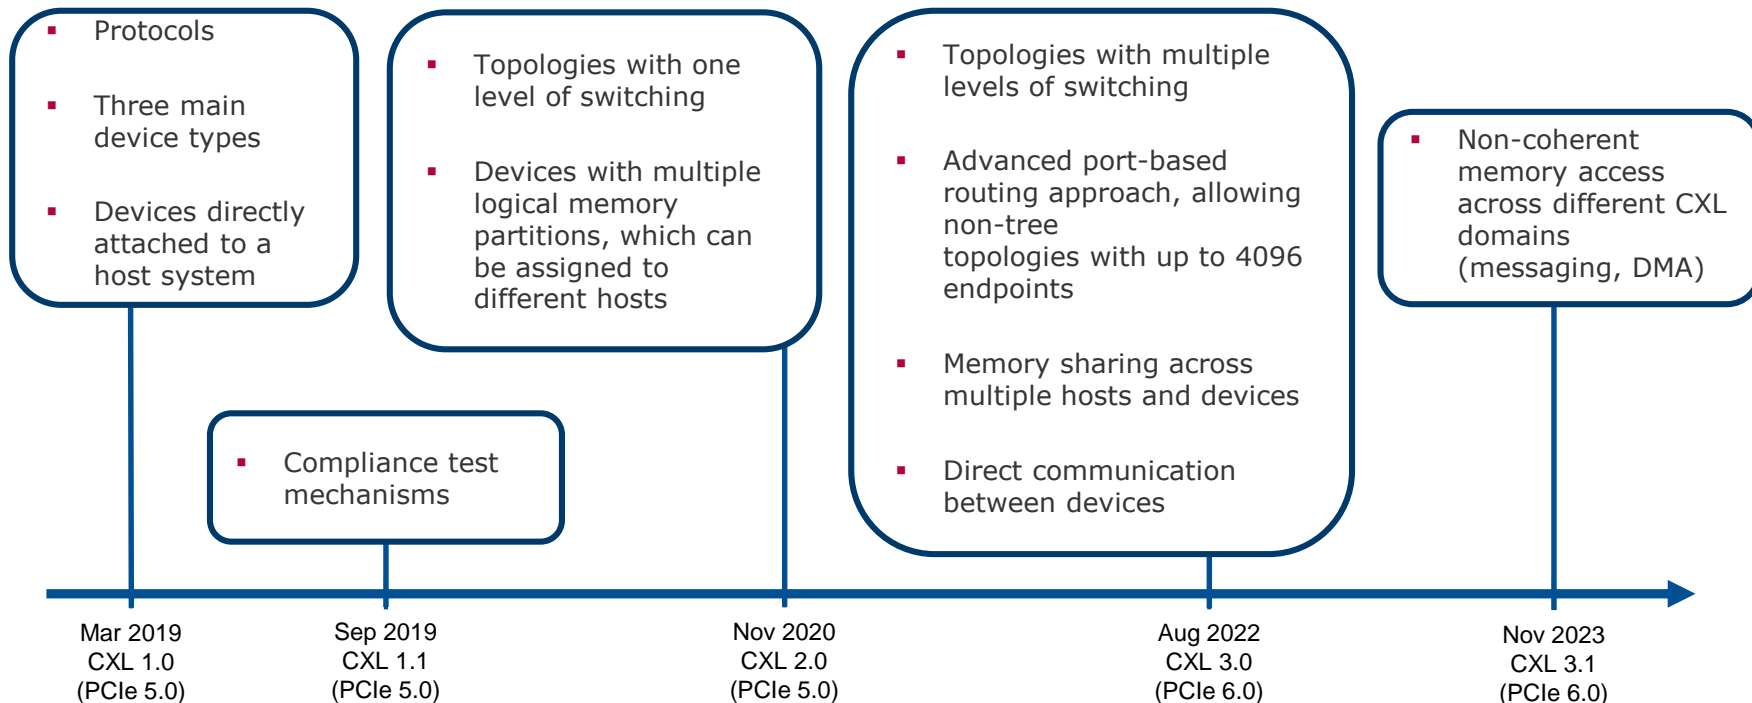 Protocols
Three main
device types
Devices directly
attached to a
host system
Compliance test
mechanisms
Topologies with one
level of switching
Devices with multiple
logical memory
partitions, which can
be assigned to
different hosts
Topologies with multiple
levels of switching
Advanced port-based
routing approach, allowing
non-tree
topologies with up to 4096
endpoints
Memory sharing across
multiple hosts and devices
Direct communication
between devices
Non-coherent
memory access
across different CXL
domains
(messaging, DMA)
Mar 2019
CXL 1.0
(PCIe 5.0)
Sep 2019
CXL 1.1
(PCIe 5.0)
Nov 2020
CXL 2.0
(PCIe 5.0)
Aug 2022
CXL 3.0
(PCIe 6.0)
Nov 2023
CXL 3.1
(PCIe 6.0)